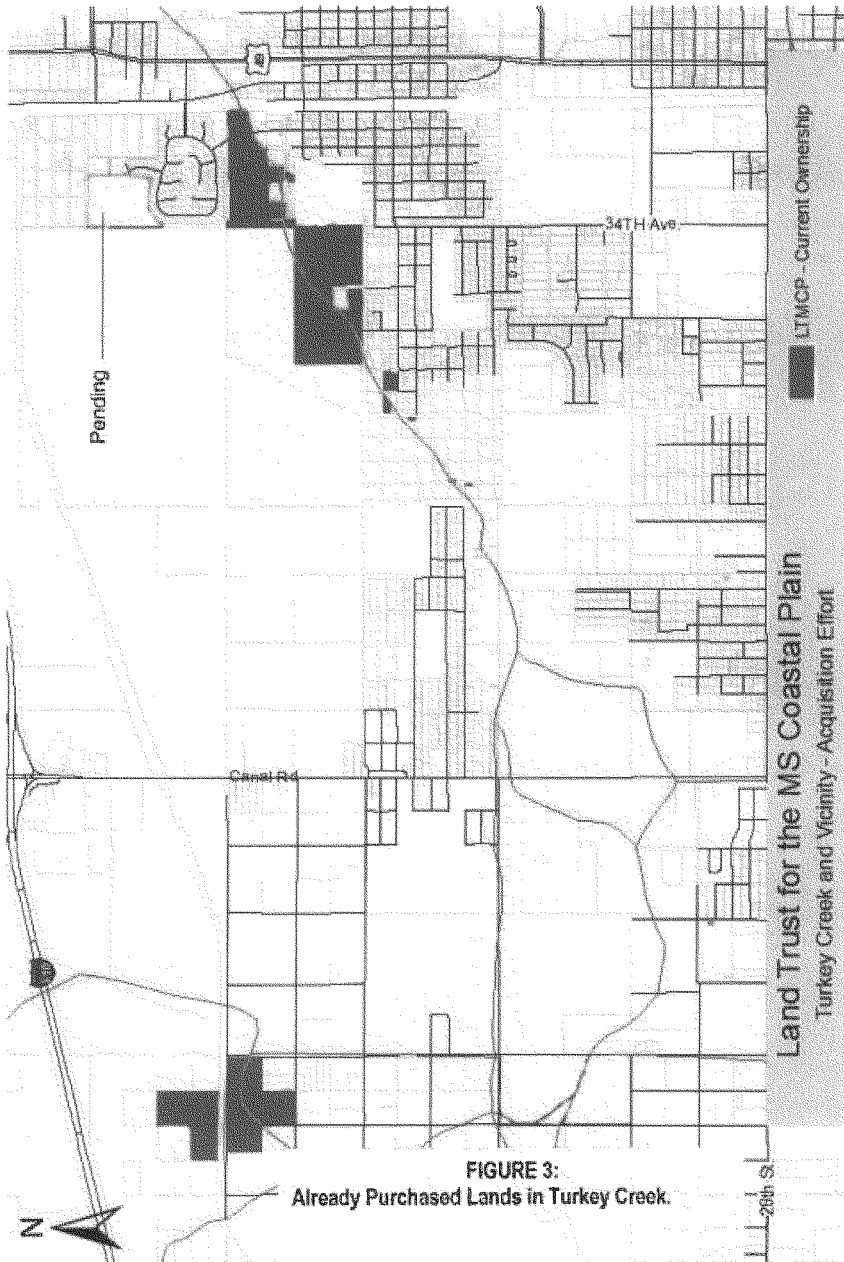 N
Pending
34TH Ave
Canal Rd
St
LTMCP - Current Ownership
Land Trust for the MS Coastal Plain
Turkey Creek and Vicinity - Acquisition Effort
FIGURE 3:
Already Purchased Lands in Turkey Creek.